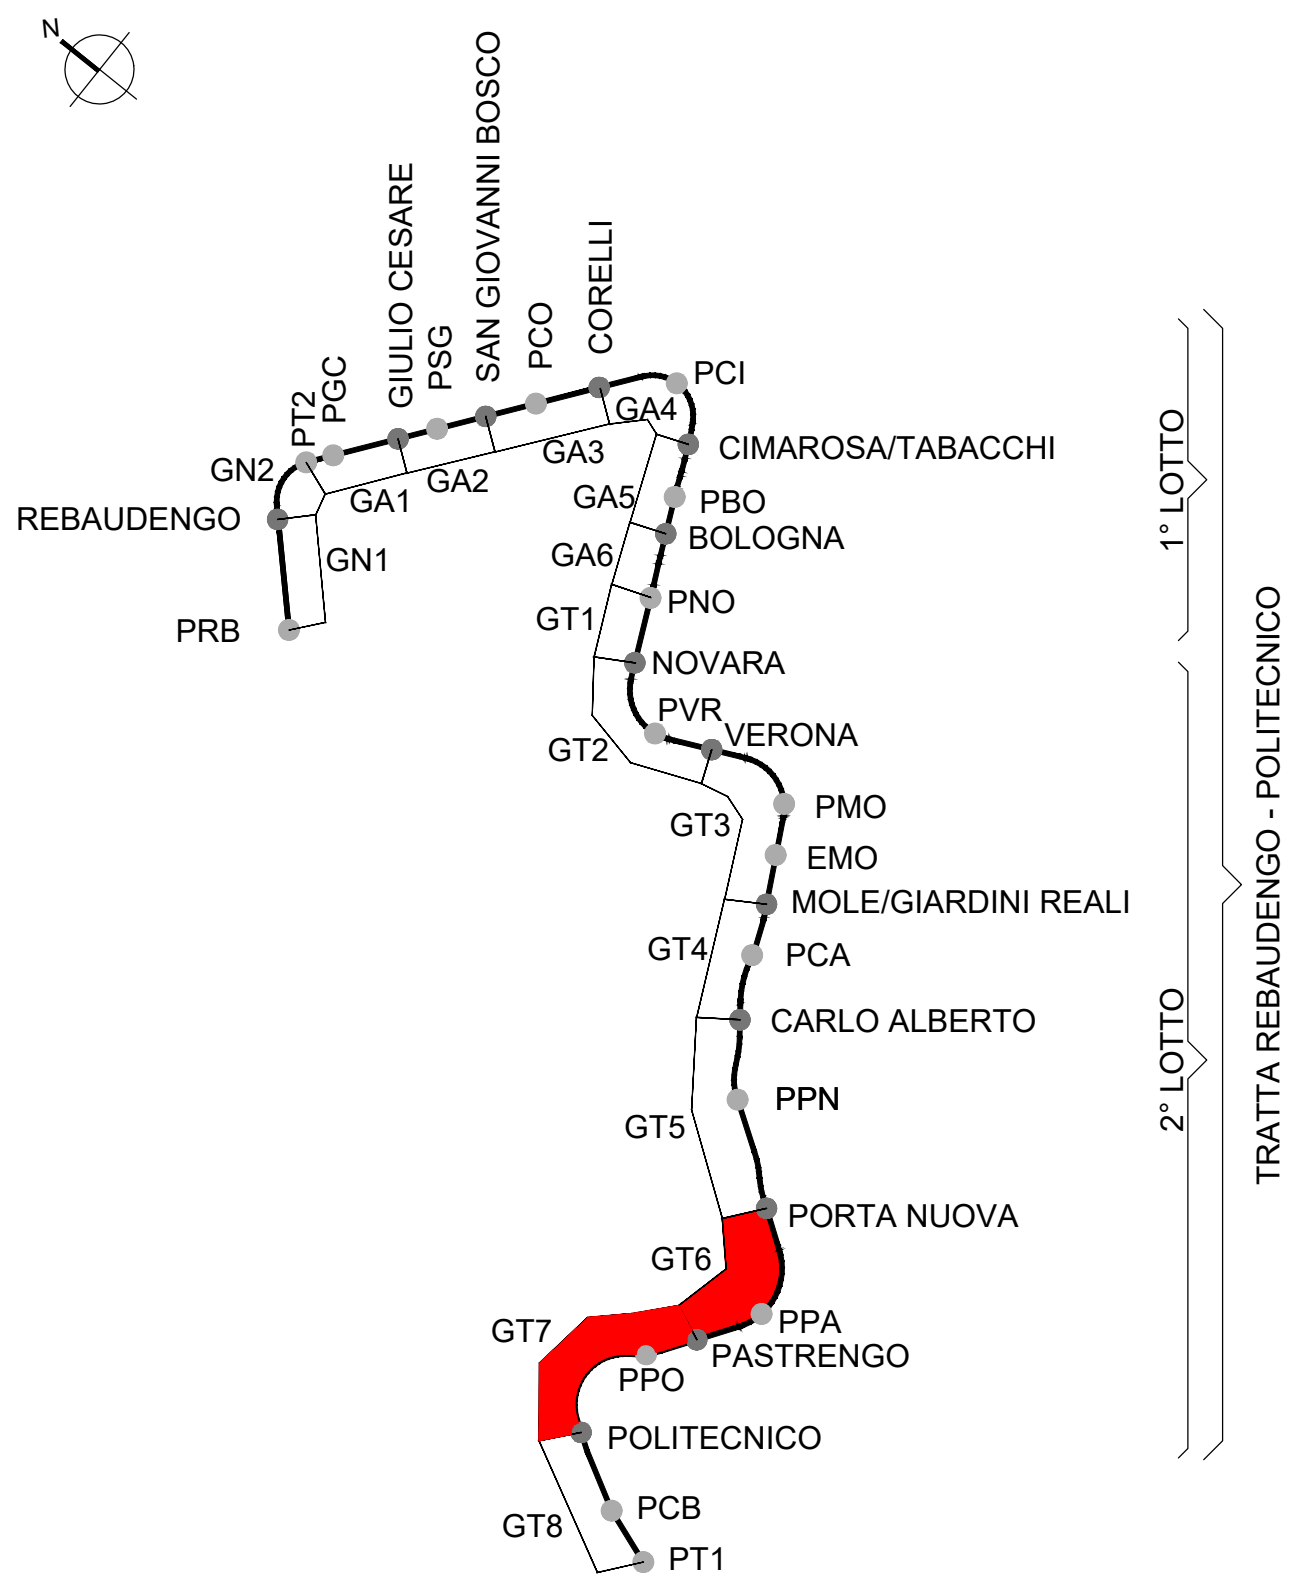 N
GIULIO CESARE
PSG
SAN GIOVANNI BOSCO
PCO
CORELLI
PT2
PGC
PCI
GN2
GA4
GA3
GA2
GA1
CIMAROSA/TABACCHI
REBAUDENGO
GA5
PBO
BOLOGNA
GN1
GA6
PNO
PRB
GT1
NOVARA
PVR
VERONA
GT2
PMO
GT3
EMO
MOLE/GIARDINI REALI
GT4
PCA
CARLO ALBERTO
PPN
GT5
PORTA NUOVA
GT6
PPA
GT7
PASTRENGO
PPO
POLITECNICO
PCB
GT8
PT1
1° LOTTO
2° LOTTO
TRATTA REBAUDENGO - POLITECNICO